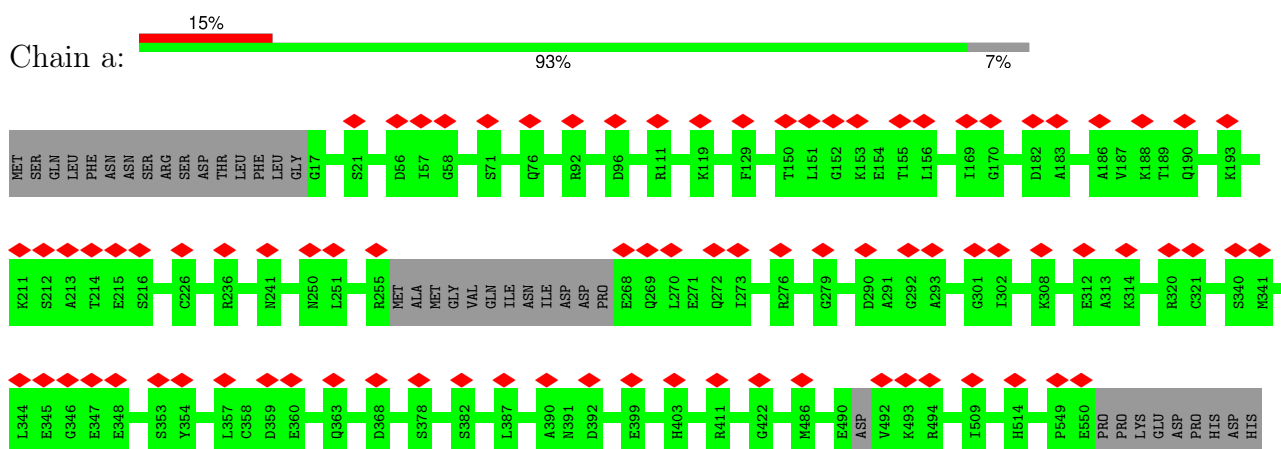 15%
Chain a:
93% 7%
MET SER GLN LEU PHE ASN ASN SER ARG SER ASP THR LEU PHE LEU GLY G17 S21 D56 I57 G58 S71 Q76 R92 D96 R111 K119 F129 T150 L151 G152 K153 E154 T155 L156 I169 G170 D182 A183 A186 V187 K188 T189 Q190 K193
K211 S212 A213 T214 E215 S216 C226 R236 N241 N250 L251 R255 MET ALA MET GLY VAL GLN ILE ASN ILE ASP ASP PRO E268 Q269 L270 E271 Q272 I273 R276 G279 D290 A291 G292 A293 G301 I302 K308 E312 A313 K314 R320 C321 S340 M341
L344 E345 G346 E347 E348 S353 Y354 L357 C358 D359 E360 Q363 D368 S378 S382 L387 A390 N391 D392 E399 H403 R411 G422 M486 E490 ASP V492 K493 R494 I509 H514 P549 E550 PRO PRO LYS GLU ASP PRO HIS ASP HIS